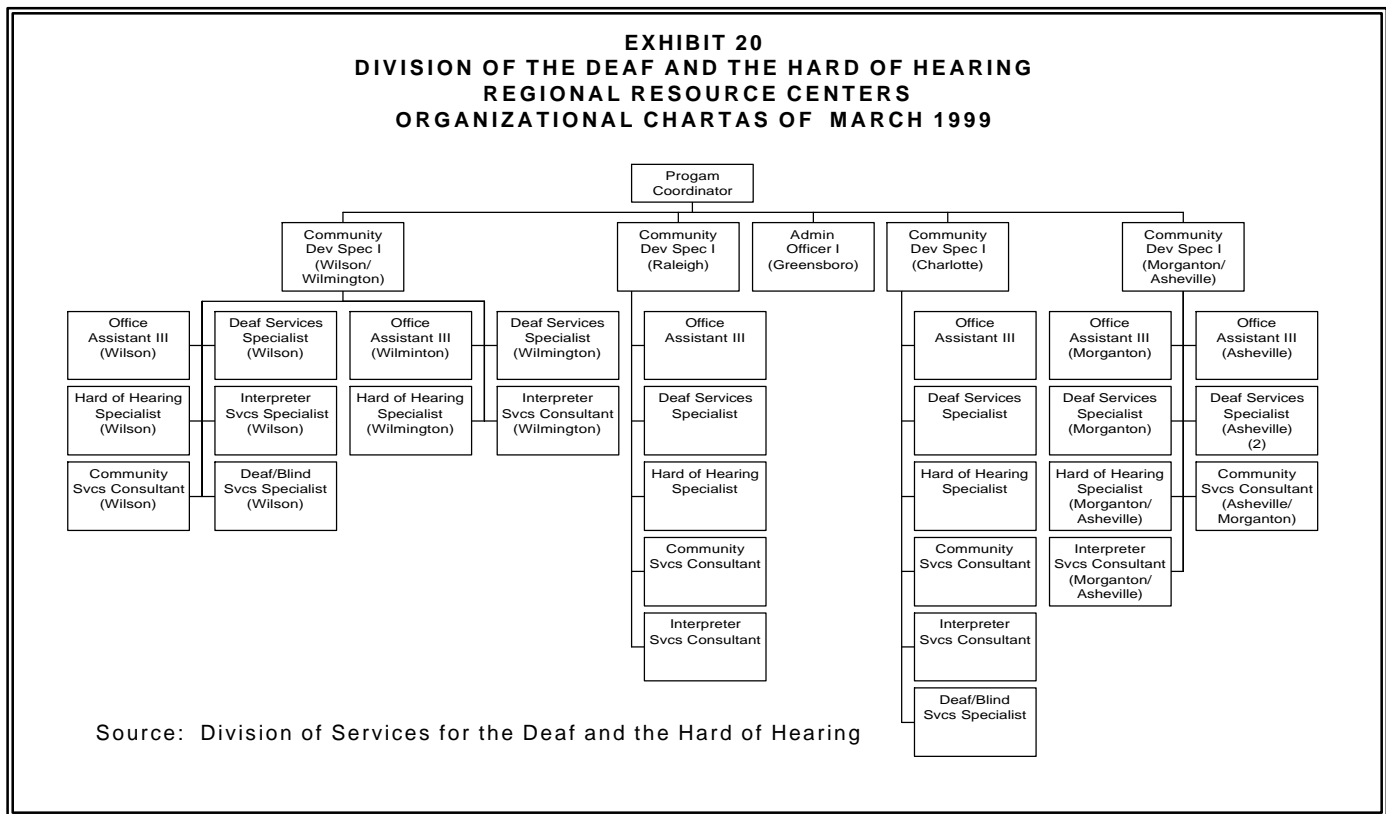 EXHIBIT 20
DIVISION OF THE DEAF AND THE HARD OF HEARING
REGIONAL RESOURCE CENTERS
ORGANIZATIONAL CHARTAS OF MARCH 1999
Progam
Coordinator
Community
Dev Spec I
(Wilson/
Wilmington)
Community
Dev Spec I
(Raleigh)
Admin
Officer I
(Greensboro)
Community
Dev Spec I
(Charlotte)
Community
Dev Spec I
(Morganton/
Asheville)
Office
Assistant III
(Wilson)
Deaf Services
Specialist
(Wilson)
Office
Assistant III
(Wilminton)
Deaf Services
Specialist
(Wilmington)
Office
Assistant III
Office
Assistant III
Office
Assistant III
(Morganton)
Office
Assistant III
(Asheville)
Hard of Hearing
Specialist
(Wilson)
Interpreter
Svcs Specialist
(Wilson)
Hard of Hearing
Specialist
(Wilmington)
Interpreter
Svcs Consultant
(Wilmington)
Deaf Services
Specialist
Deaf Services
Specialist
Deaf Services
Specialist
(Morganton)
Deaf Services
Specialist
(Asheville)
(2)
Community
Svcs Consultant
(Wilson)
Deaf/Blind
Svcs Specialist
(Wilson)
Hard of Hearing
Specialist
Hard of Hearing
Specialist
Hard of Hearing
Specialist
(Morganton/
Asheville)
Community
Svcs Consultant
(Asheville/
Morganton)
Community
Svcs Consultant
Community
Svcs Consultant
Interpreter
Svcs Consultant
(Morganton/
Asheville)
Interpreter
Svcs Consultant
Interpreter
Svcs Consultant
Deaf/Blind
Svcs Specialist
Source: Division of Services for the Deaf and the Hard of Hearing